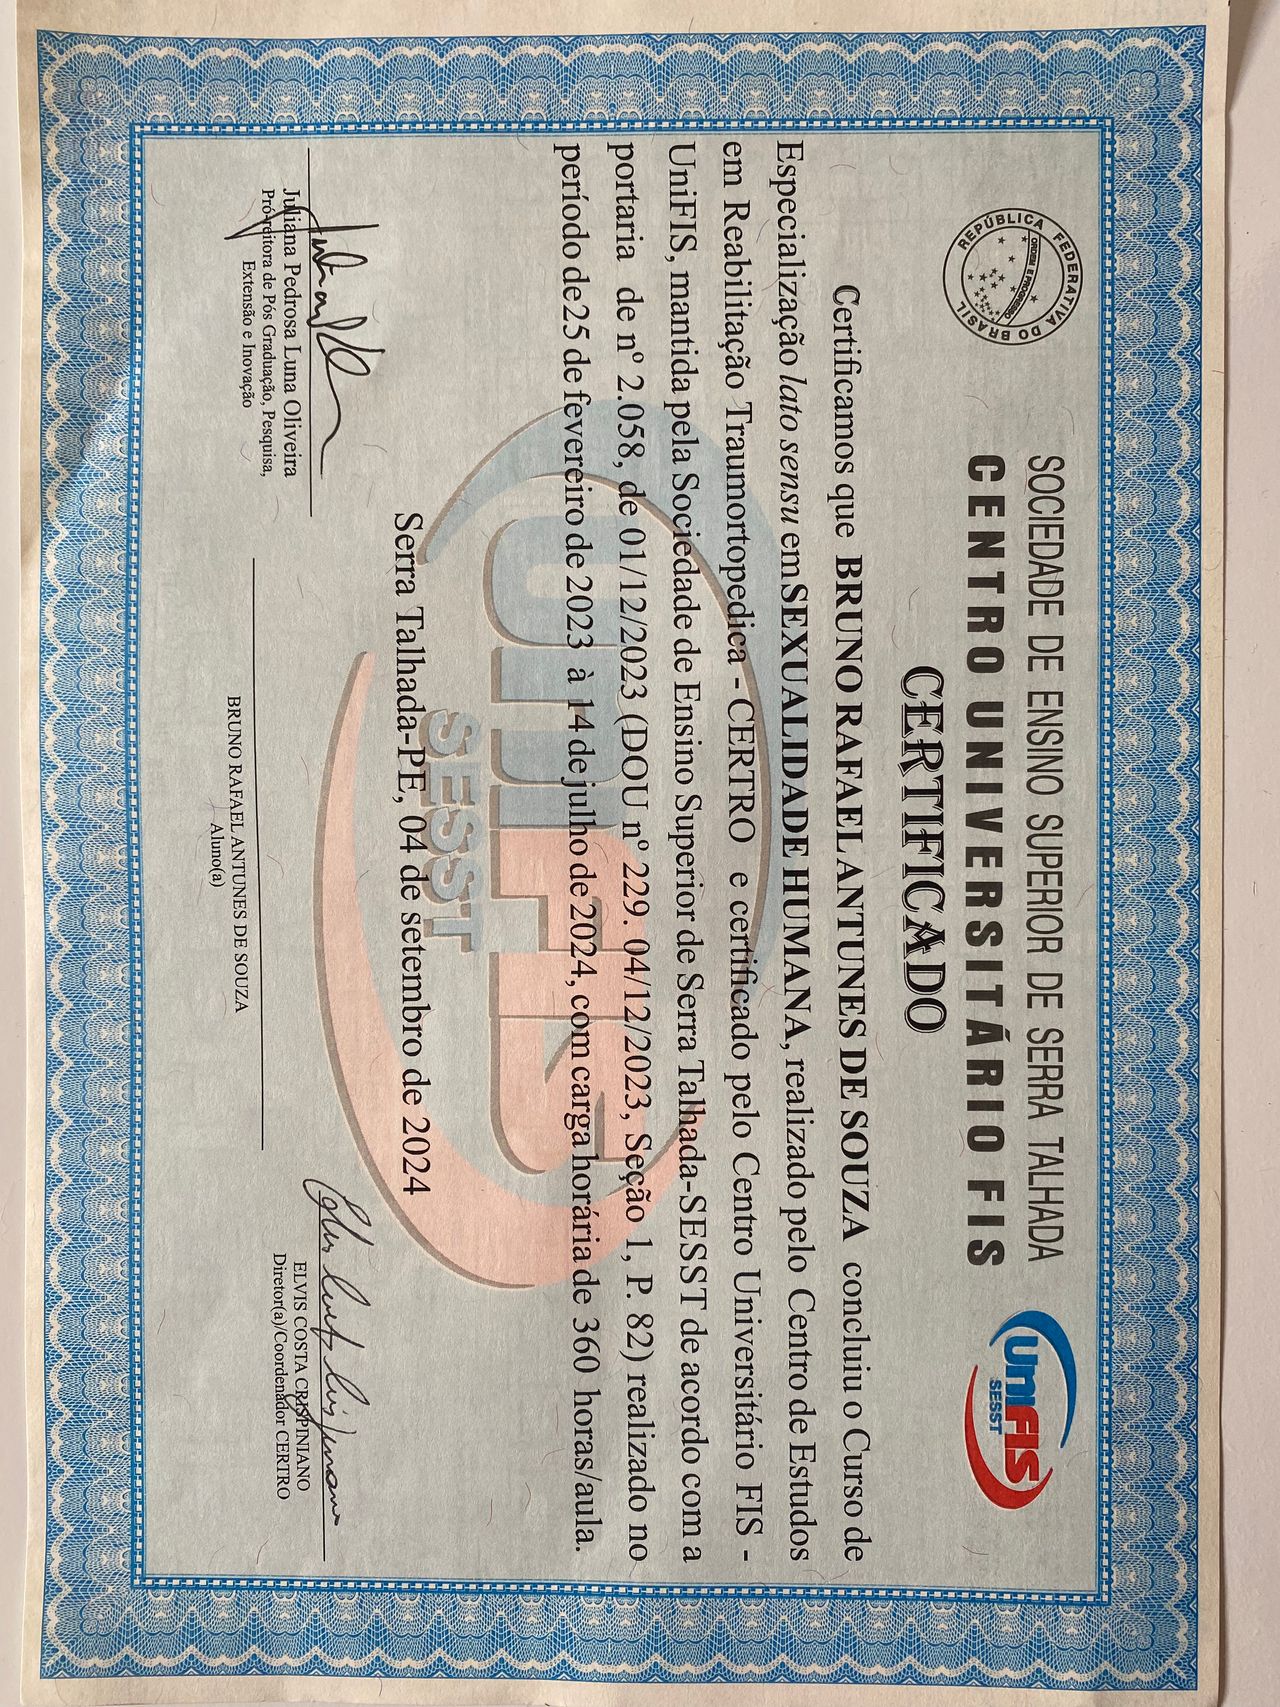 SOCIEDADE DE ENSINO SUPERIOR DE SERRA TALHADA
CENTRO UNIVERSITÁRIO FIS
REPÚBLICA FEDERATIVA DO BRASIL
ORDEM E PROGRESSO
UNIFIS
SESST
CERTIFICADO
Certificamos que BRUNO RAFAEL ANTUNES DE SOUZA concluiu o Curso de
Especialização lato sensu em SEXUALIDADE HUMANA, realizado pelo Centro de Estudos
em Reabilitação Traumortopedica - CERTRO e certificado pelo Centro Universitário FIS -
UniFIS, mantida pela Sociedade de Ensino Superior de Serra Talhada-SESST de acordo com a
portaria de nº 2.058, de 01/12/2023 (DOU nº 229. 04/12/2023, Seção 1, P. 82) realizado no
período de 25 de fevereiro de 2023 à 14 de julho de 2024, com carga horária de 360 horas/aula.
UNIFIS
SESST
Serra Talhada-PE, 04 de setembro de 2024
Juliana Pedrosa Luna Oliveira
Pró-reitora de Pós Graduação, Pesquisa,
Extensão e Inovação
BRUNO RAFAEL ANTUNES DE SOUZA
Aluno(a)
ELVIS COSTA CRISPINIANO
Diretor(a)/Coordenador CERTRO